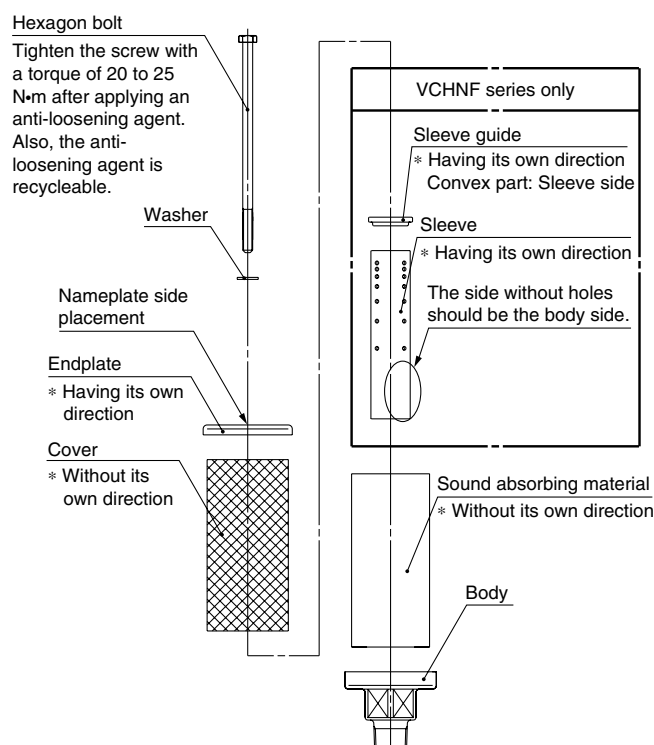 Hexagon bolt
Tighten the screw with
a torque of 20 to 25
N•m after applying an
anti-loosening agent.
Also, the anti-
loosening agent is
recycleable.
Washer
Nameplate side
placement
Endplate
* Having its own
direction
Cover
* Without its
own direction
VCHNF series only
Sleeve guide
* Having its own direction
Convex part: Sleeve side
Sleeve
* Having its own direction
The side without holes
should be the body side.
Sound absorbing material
* Without its own direction
Body